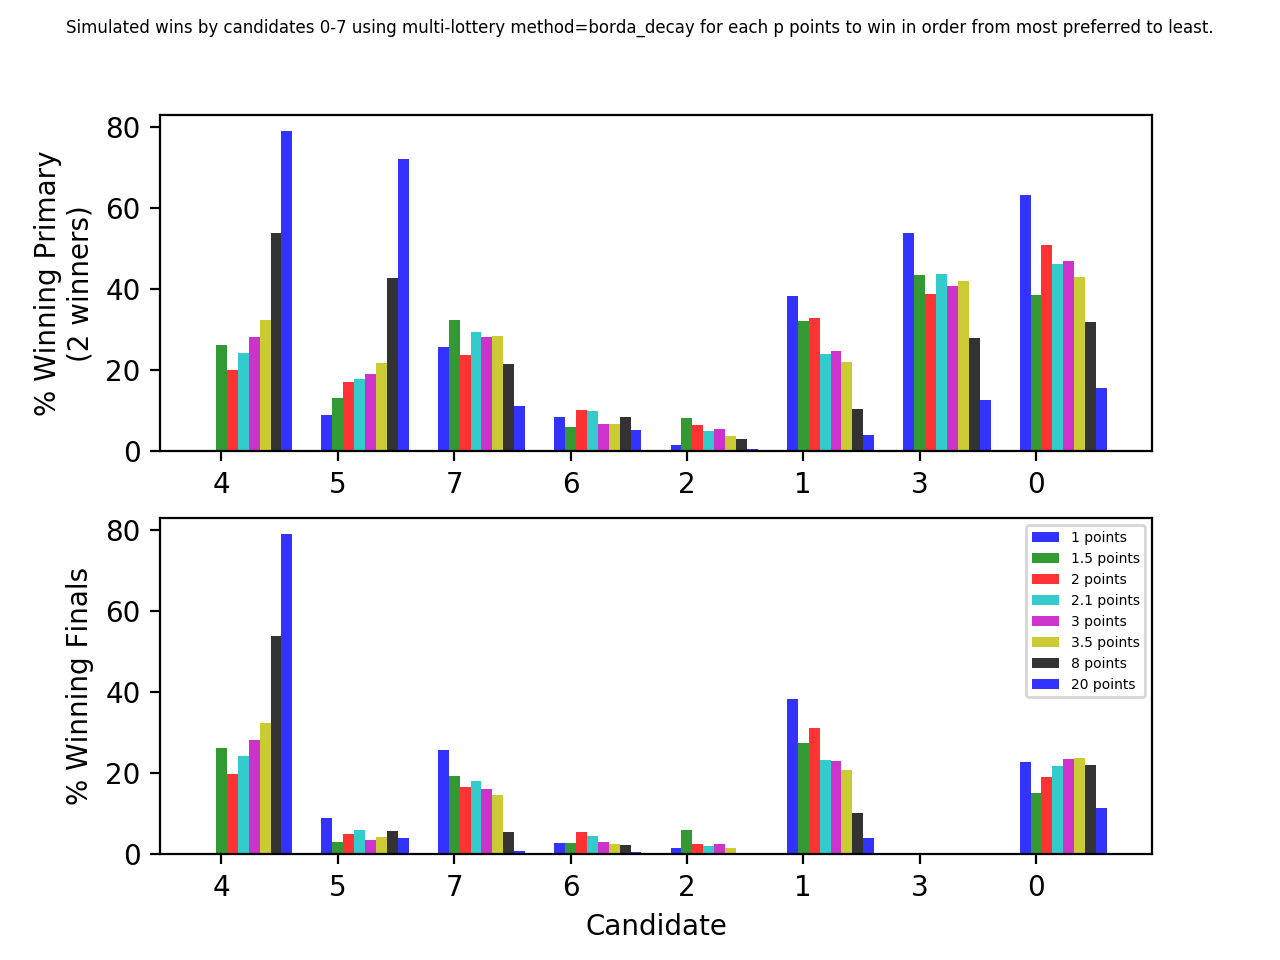 Simulated wins by candidates 0-7 using multi-lottery method=borda_decay for each p points to win in order from most preferred to least.
% Winning Primary
(2 winners)
80
60
40
20
0
4 5 7 6 2 1 3 0
% Winning Finals
80
60
40
20
0
1 points
1.5 points
2 points
2.1 points
3 points
3.5 points
8 points
20 points
4 5 7 6 2 1 3 0
Candidate